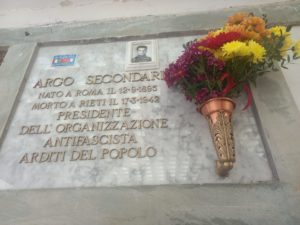 ARGO SECONDARI
NATO A ROMA IL 12-9-1895
MORTO A RIETI IL 17-3-1942
PRESIDENTE
DELL'ORGANIZZAZIONE
ANTIFASCISTA
ARDITI DEL POPOLO